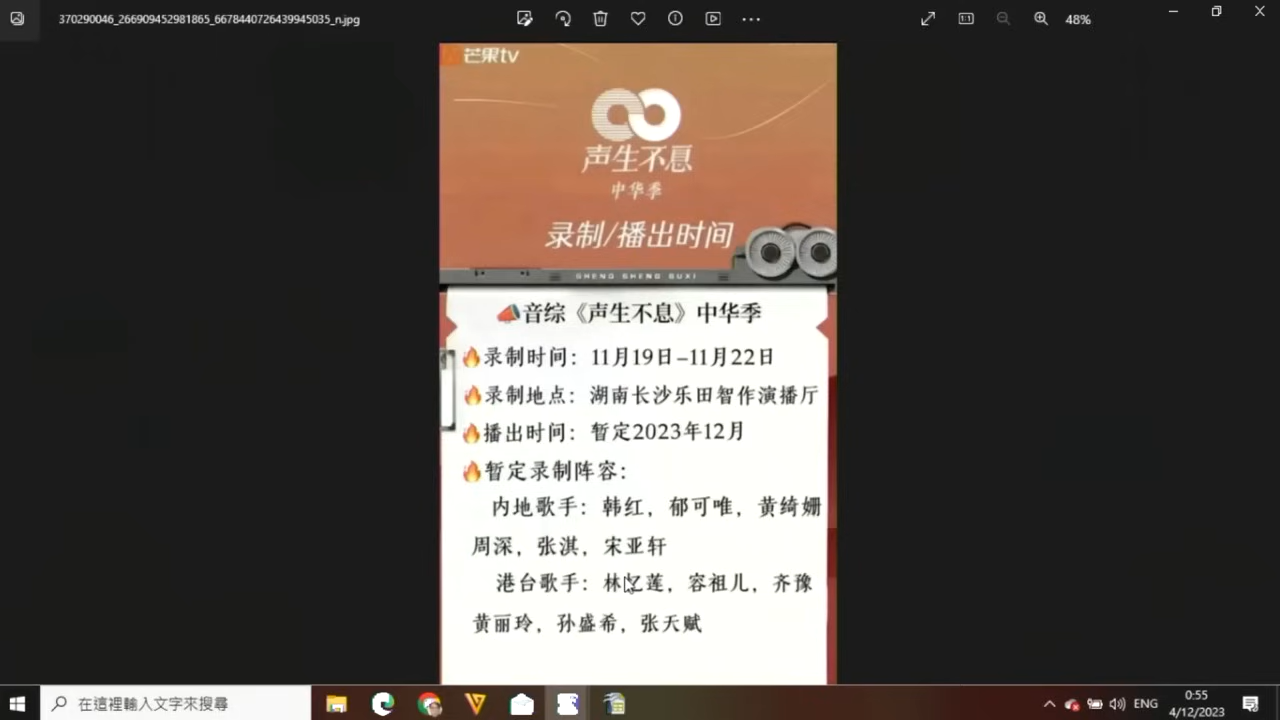 370290046_266909452981865_6678440726439945035_n.jpg
48%
芒果tv
声生不息
中华季
录制/播出时间
SHENG SHENG BUXI
音综《声生不息》中华季
录制时间：11月19日-11月22日
录制地点：湖南长沙乐田智作演播厅
播出时间：暂定2023年12月
暂定录制阵容：
内地歌手：韩红，郁可唯，黄绮姗
周深，张淇，宋亚轩
港台歌手：林忆莲，容祖儿，齐豫
黄丽玲，孙盛希，张天赋
在這裡輸入文字來搜尋
ENG
0:55
4/12/2023